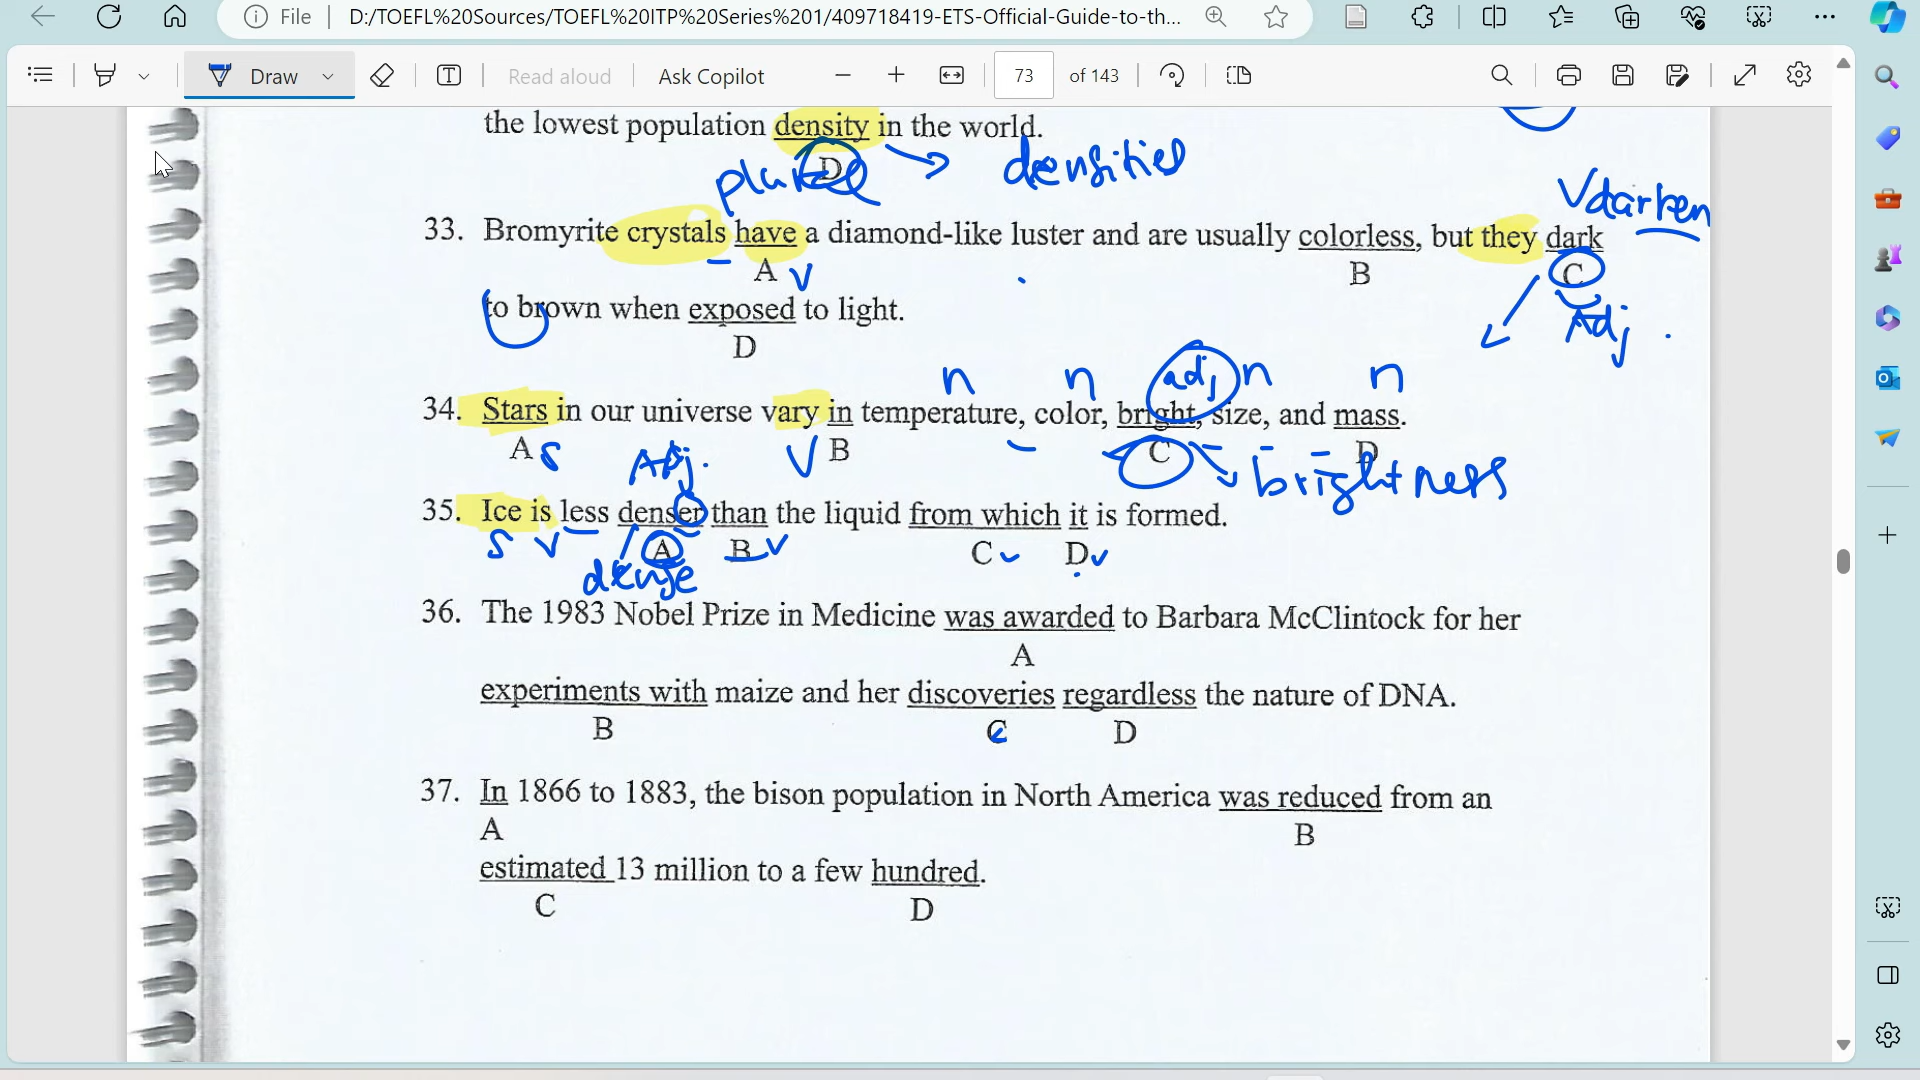 File D:/TOEFL%20Sources/TOEFL%20ITP%20Series%201/409718419-ETS-Official-Guide-to-th...
Draw Read aloud Ask Copilot 73 of 143
the lowest population density in the world.
D
plural densities
darken
33. Bromyrite crystals have a diamond-like luster and are usually colorless, but they dark
A V B C
Adj.
to brown when exposed to light.
D
n n adj n n
34. Stars in our universe vary in temperature, color, bright, size, and mass.
A S V B C D
Adj. brightness
35. Ice is less denser than the liquid from which it is formed.
S V A B C D
dense
36. The 1983 Nobel Prize in Medicine was awarded to Barbara McClintock for her
A
experiments with maize and her discoveries regardless the nature of DNA.
B C D
37. In 1866 to 1883, the bison population in North America was reduced from an
A B
estimated 13 million to a few hundred.
C D